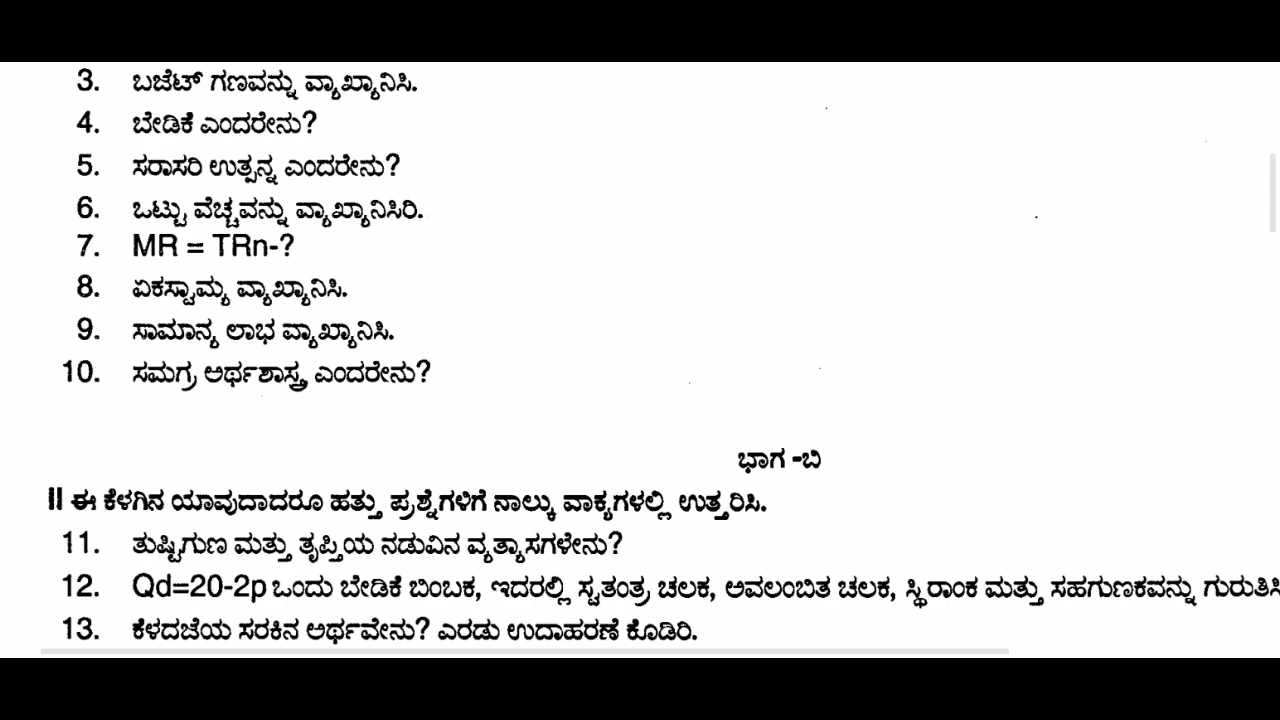 3. ಬಜೆಟ್ ಗಣವನ್ನು ವ್ಯಾಖ್ಯಾನಿಸಿ.
4. ಬೇಡಿಕೆ ಎಂದರೇನು?
5. ಸರಾಸರಿ ಉತ್ಪನ್ನ ಎಂದರೇನು?
6. ಒಟ್ಟು ವೆಚ್ಚವನ್ನು ವ್ಯಾಖ್ಯಾನಿಸಿರಿ.
7. MR = TRn-?
8. ಏಕಸ್ವಾಮ್ಯ ವ್ಯಾಖ್ಯಾನಿಸಿ.
9. ಸಾಮಾನ್ಯ ಲಾಭ ವ್ಯಾಖ್ಯಾನಿಸಿ.
10. ಸಮಗ್ರ ಅರ್ಥಶಾಸ್ತ್ರ ಎಂದರೇನು?
ಭಾಗ -ಬಿ
II ಈ ಕೆಳಗಿನ ಯಾವುದಾದರೂ ಹತ್ತು ಪ್ರಶ್ನೆಗಳಿಗೆ ನಾಲ್ಕು ವಾಕ್ಯಗಳಲ್ಲಿ ಉತ್ತರಿಸಿ.
11. ತುಷ್ಟಿಗುಣ ಮತ್ತು ತೃಪ್ತಿಯ ನಡುವಿನ ವ್ಯತ್ಯಾಸಗಳೇನು?
12. Qd=20-2p ಒಂದು ಬೇಡಿಕೆ ಬಿಂಬಕ, ಇದರಲ್ಲಿ ಸ್ವತಂತ್ರ ಚಲಕ, ಅವಲಂಬಿತ ಚಲಕ, ಸ್ಥಿರಾಂಕ ಮತ್ತು ಸಹಗುಣಕವನ್ನು ಗುರುತಿಸಿ
13. ಕೆಳದರ್ಜೆಯ ಸರಕಿನ ಅರ್ಥವೇನು? ಎರಡು ಉದಾಹರಣೆ ಕೊಡಿರಿ.